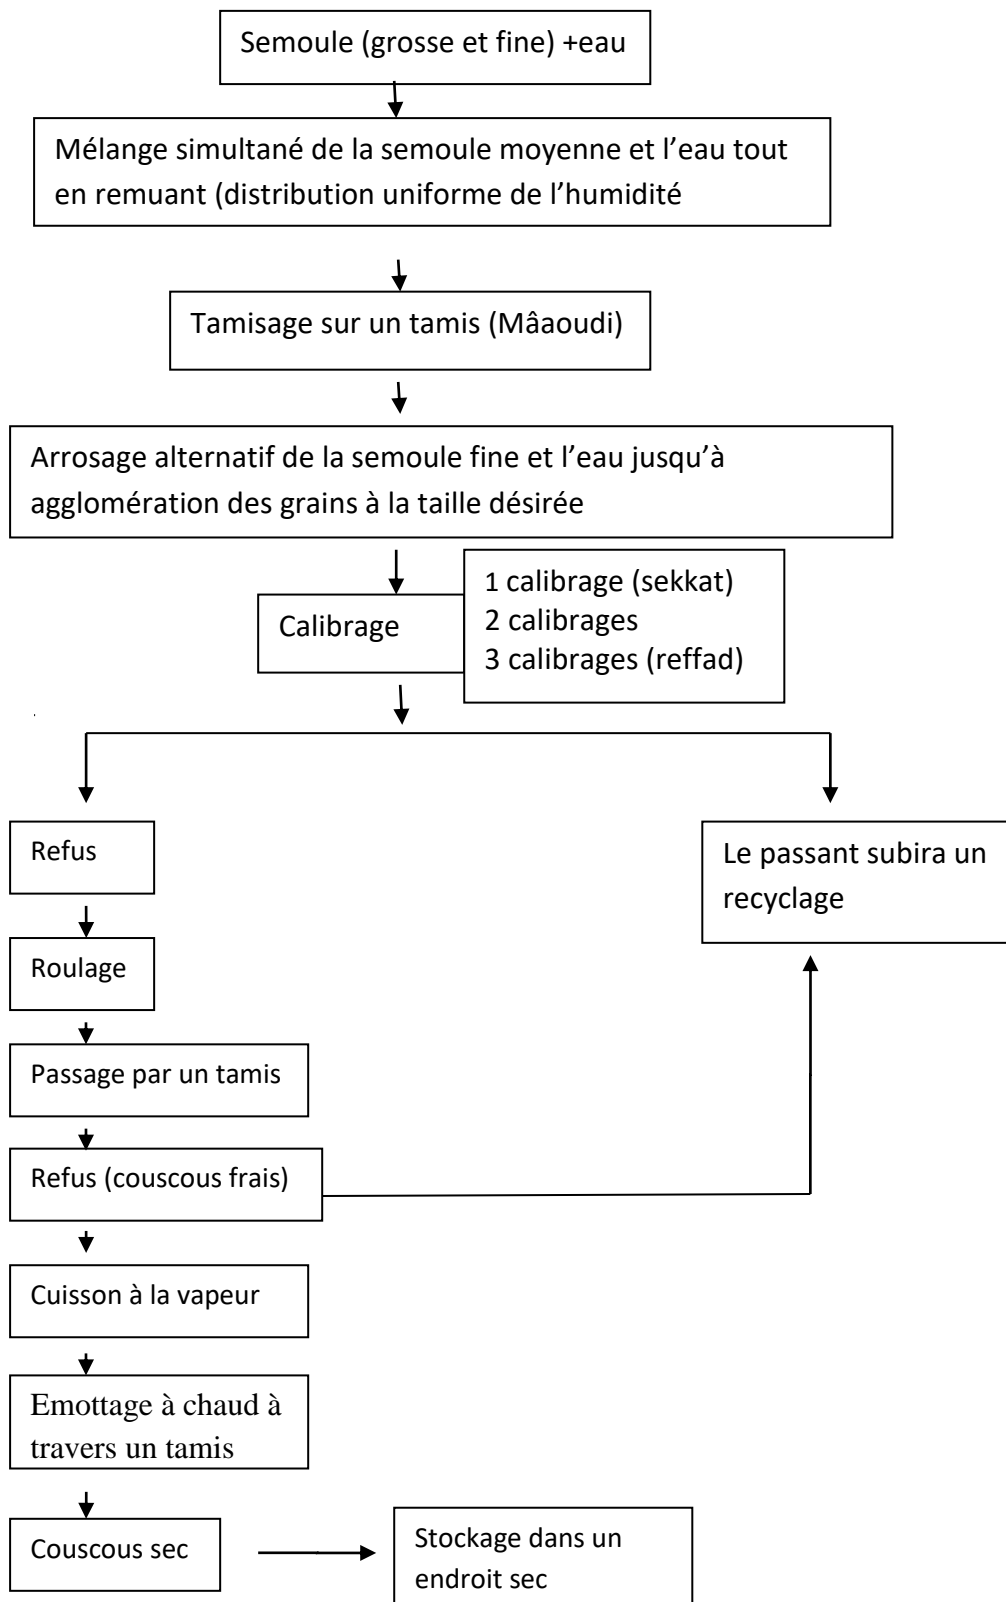 Semoule (grosse et fine) +eau
Mélange simultané de la semoule moyenne et l’eau tout
en remuant (distribution uniforme de l’humidité
Tamisage sur un tamis (Mâaoudi)
Arrosage alternatif de la semoule fine et l’eau jusqu’à
agglomération des grains à la taille désirée
Calibrage
1 calibrage (sekkat)
2 calibrages
3 calibrages (reffad)
Refus
Le passant subira un
recyclage
Roulage
Passage par un tamis
Refus (couscous frais)
Cuisson à la vapeur
Emottage à chaud à
travers un tamis
Couscous sec
Stockage dans un
endroit sec